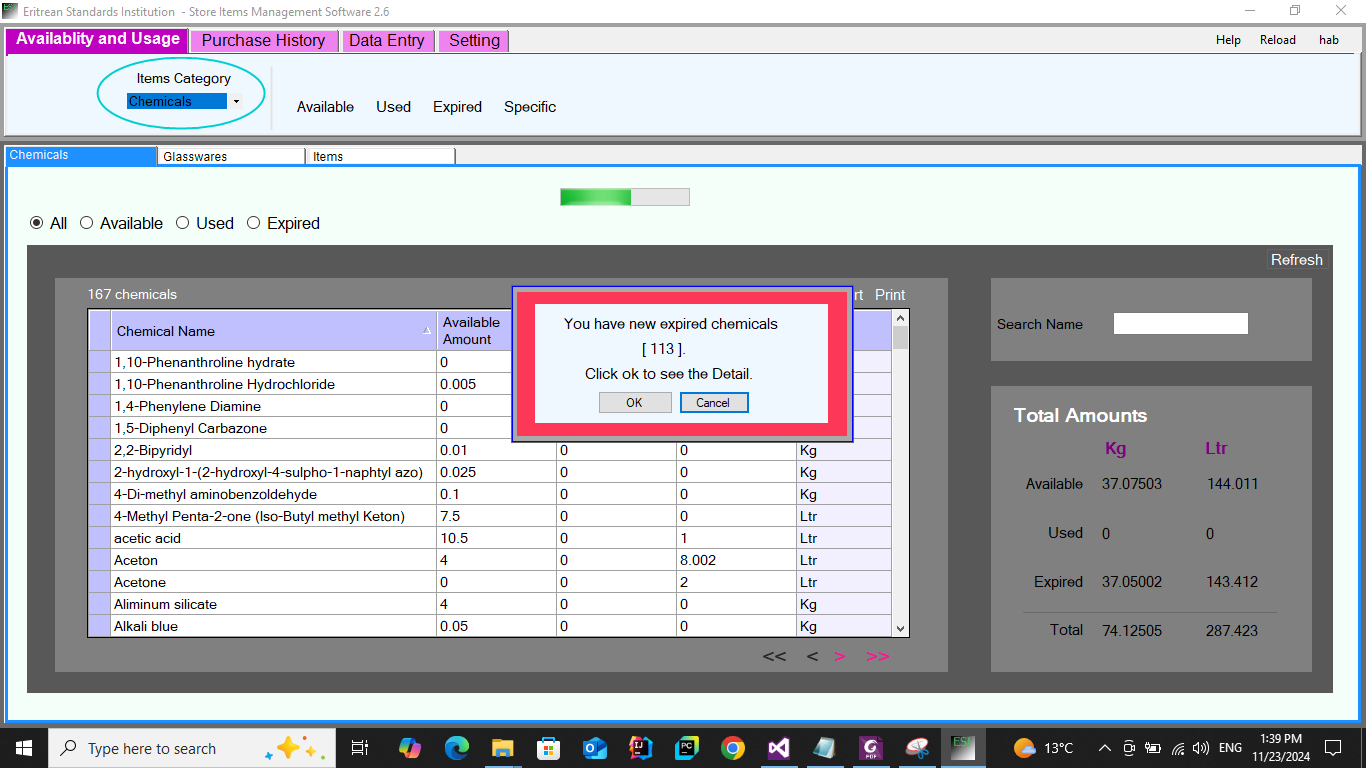 Eritrean Standards Institution - Store Items Management Software 2.6
Availablity and Usage Purchase History Data Entry Setting Help Reload hab
Items Category
Chemicals
Available Used Expired Specific
Chemicals Glasswares Items
All Available Used Expired
Refresh
167 chemicals rt Print
Chemical Name Available Amount
1,10-Phenanthroline hydrate 0
1,10-Phenanthroline Hydrochloride 0.005
1,4-Phenylene Diamine 0
1,5-Diphenyl Carbazone 0
2,2-Bipyridyl 0.01 0 0 Kg
2-hydroxyl-1-(2-hydroxyl-4-sulpho-1-naphtyl azo) 0.025 0 0 Kg
4-Di-methyl aminobenzoldehyde 0.1 0 0 Kg
4-Methyl Penta-2-one (Iso-Butyl methyl Keton) 7.5 0 0 Ltr
acetic acid 10.5 0 1 Ltr
Aceton 4 0 8.002 Ltr
Acetone 0 0 2 Ltr
Aliminum silicate 4 0 0 Kg
Alkali blue 0.05 0 0 Kg
<< < > >>
You have new expired chemicals
[ 113 ].
Click ok to see the Detail.
OK Cancel
Search Name
Total Amounts
Kg Ltr
Available 37.07503 144.011
Used 0 0
Expired 37.05002 143.412
Total 74.12505 287.423
Type here to search
13°C ENG
1:39 PM
11/23/2024